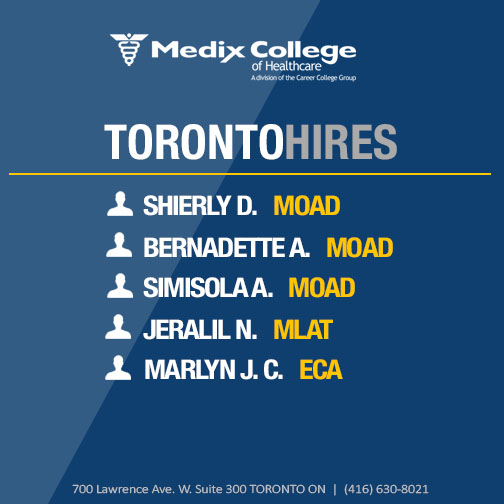 Medix College
of Healthcare
A division of the Career College Group
TORONTOHIRES
SHIERLY D. MOAD
BERNADETTE A. MOAD
SIMISOLA A. MOAD
JERALIL N. MLAT
MARLYN J. C. ECA
700 Lawrence Ave. W. Suite 300 TORONTO ON | (416) 630-8021